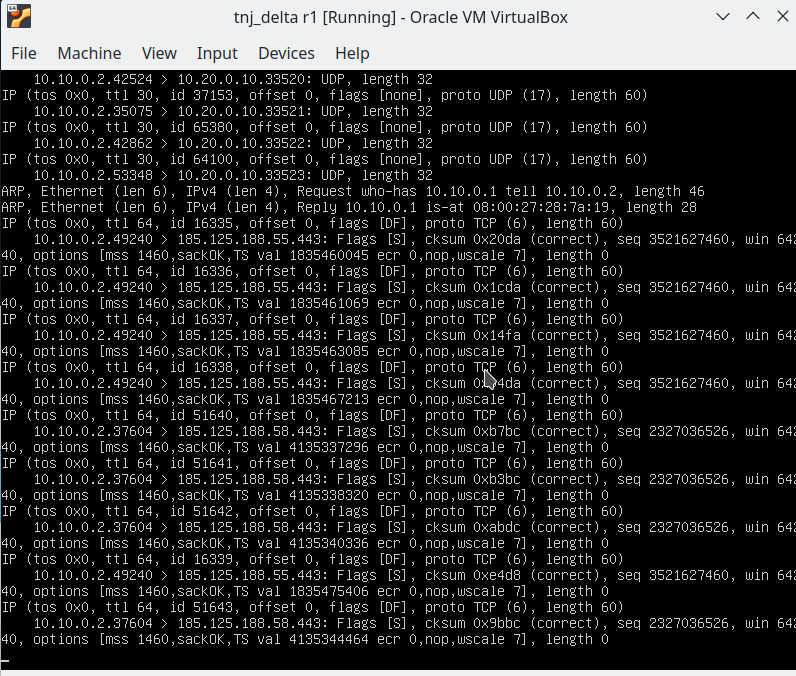 64
tnj_delta r1 [Running] - Oracle VM VirtualBox
File Machine View Input Devices Help
10.10.0.2.42524 > 10.20.0.10.33520: UDP, length 32
IP (tos 0x0, ttl 30, id 37153, offset 0, flags [none], proto UDP (17), length 60)
10.10.0.2.35075 > 10.20.0.10.33521: UDP, length 32
IP (tos 0x0, ttl 30, id 65380, offset 0, flags [none], proto UDP (17), length 60)
10.10.0.2.42862 > 10.20.0.10.33522: UDP, length 32
IP (tos 0x0, ttl 30, id 64100, offset 0, flags [none], proto UDP (17), length 60)
10.10.0.2.53348 > 10.20.0.10.33523: UDP, length 32
ARP, Ethernet (len 6), IPv4 (len 4), Request who-has 10.10.0.1 tell 10.10.0.2, length 46
ARP, Ethernet (len 6), IPv4 (len 4), Reply 10.10.0.1 is-at 08:00:27:28:7a:19, length 28
IP (tos 0x0, ttl 64, id 16335, offset 0, flags [DF], proto TCP (6), length 60)
10.10.0.2.49240 > 185.125.188.55.443: Flags [S], cksum 0x20da (correct), seq 3521627460, win 642
40, options [mss 1460,sackOK,TS val 1835460045 ecr 0,nop,wscale 7], length 0
IP (tos 0x0, ttl 64, id 16336, offset 0, flags [DF], proto TCP (6), length 60)
10.10.0.2.49240 > 185.125.188.55.443: Flags [S], cksum 0x1cda (correct), seq 3521627460, win 642
40, options [mss 1460,sackOK,TS val 1835461069 ecr 0,nop,wscale 7], length 0
IP (tos 0x0, ttl 64, id 16337, offset 0, flags [DF], proto TCP (6), length 60)
10.10.0.2.49240 > 185.125.188.55.443: Flags [S], cksum 0x14fa (correct), seq 3521627460, win 642
40, options [mss 1460,sackOK,TS val 1835463085 ecr 0,nop,wscale 7], length 0
IP (tos 0x0, ttl 64, id 16338, offset 0, flags [DF], proto TCP (6), length 60)
10.10.0.2.49240 > 185.125.188.55.443: Flags [S], cksum (correct), seq 3521627460, win 642
40, options [mss 1460,sackOK,TS val 1835467213 ecr 0,nop,wscale 7], length 0
IP (tos 0x0, ttl 64, id 51640, offset 0, flags [DF], proto TCP (6), length 60)
10.10.0.2.37604 > 185.125.188.58.443: Flags [S], cksum 0xb7bc (correct), seq 2327036526, win 642
40, options [mss 1460,sackOK,TS val 4135337296 ecr 0,nop,wscale 7], length 0
IP (tos 0x0, ttl 64, id 51641, offset 0, flags [DF], proto TCP (6), length 60)
10.10.0.2.37604 > 185.125.188.58.443: Flags [S], cksum 0xb3bc (correct), seq 2327036526, win 642
40, options [mss 1460,sackOK,TS val 4135338320 ecr 0,nop,wscale 7], length 0
IP (tos 0x0, ttl 64, id 51642, offset 0, flags [DF], proto TCP (6), length 60)
10.10.0.2.37604 > 185.125.188.58.443: Flags [S], cksum 0xabdc (correct), seq 2327036526, win 642
40, options [mss 1460,sackOK,TS val 4135340336 ecr 0,nop,wscale 7], length 0
IP (tos 0x0, ttl 64, id 16339, offset 0, flags [DF], proto TCP (6), length 60)
10.10.0.2.49240 > 185.125.188.55.443: Flags [S], cksum 0xe4d8 (correct), seq 3521627460, win 642
40, options [mss 1460,sackOK,TS val 1835475406 ecr 0,nop,wscale 7], length 0
IP (tos 0x0, ttl 64, id 51643, offset 0, flags [DF], proto TCP (6), length 60)
10.10.0.2.37604 > 185.125.188.58.443: Flags [S], cksum 0x9bbc (correct), seq 2327036526, win 642
40, options [mss 1460,sackOK,TS val 4135344464 ecr 0,nop,wscale 7], length 0